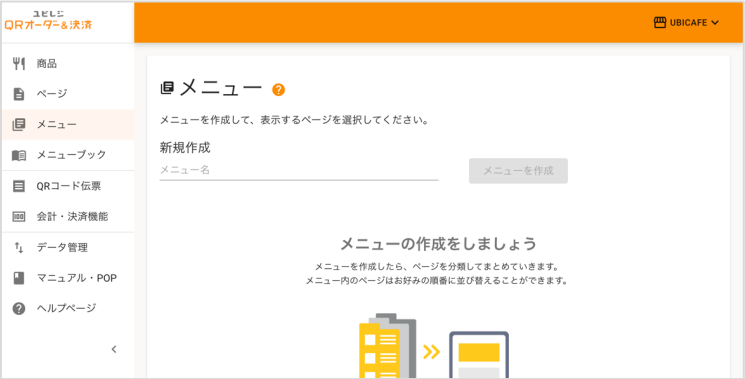 ユビレジ
QRオーダー&決済
UBICAFE
商品
ページ
メニュー
メニューブック
QRコード伝票
会計・決済機能
データ管理
マニュアル・POP
ヘルプページ
メニュー ?
メニューを作成して、表示するページを選択してください。
新規作成
メニュー名
メニューを作成
メニューの作成をしましょう
メニューを作成したら、ページを分類してまとめていきます。
メニュー内のページはお好みの順番に並び替えることができます。